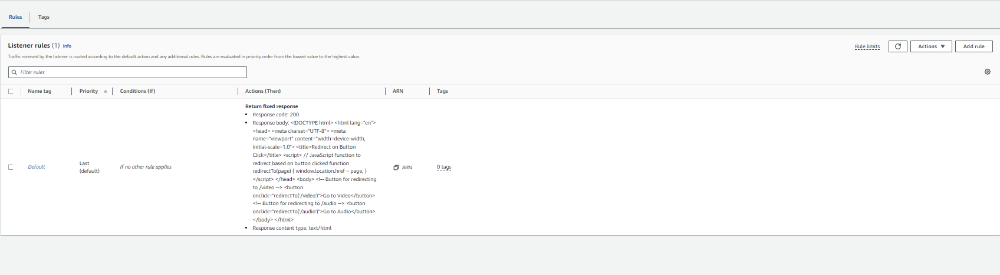 Rules
Tags
Listener rules (1) Info
Rule limits
Actions
Add rule
Traffic received by the listener is routed according to the default action and any additional rules. Rules are evaluated in priority order from the lowest value to the highest value.
Filter rules
Name tag
Priority
Conditions (If)
Actions (Then)
ARN
Tags
Default
Last
(default)
If no other rule applies
Return fixed response
• Response code: 200
• Response body: <!DOCTYPE html> <html lang="en">
<head> <meta charset="UTF-8"> <meta
name="viewport" content="width=device-width,
initial-scale=1.0"> <title>Redirect on Button
Click</title> <script> // JavaScript function to
redirect based on button clicked function
redirectTo(page) { window.location.href = page; }
</script> </head> <body> <!-- Button for redirecting
to /video --> <button
onclick="redirectTo('/video')">Go to Video</button>
<!-- Button for redirecting to /audio --> <button
onclick="redirectTo('/audio')">Go to Audio</button>
</body> </html>
• Response content type: text/html
ARN
0 tags